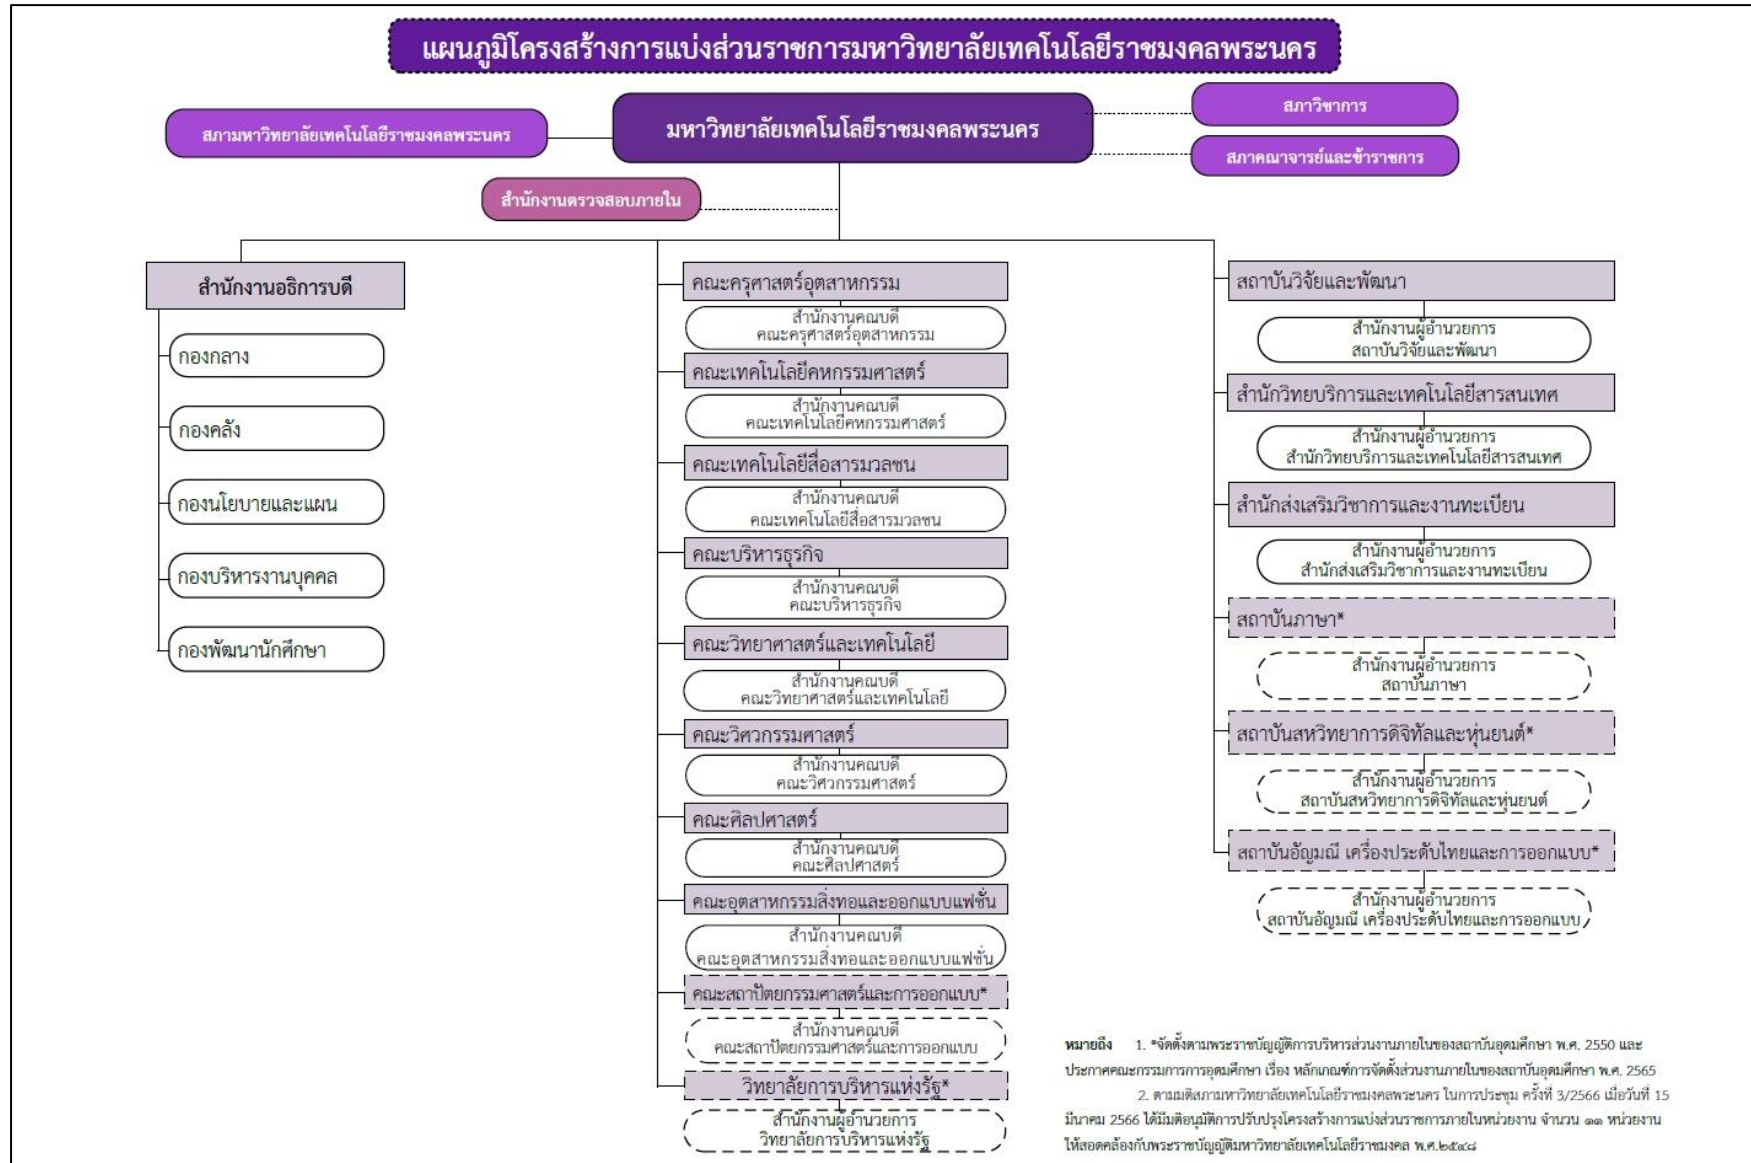 แผนภูมิโครงสร้างการแบ่งส่วนราชการมหาวิทยาลัยเทคโนโลยีราชมงคลพระนคร
สภามหาวิทยาลัยเทคโนโลยีราชมงคลพระนคร
มหาวิทยาลัยเทคโนโลยีราชมงคลพระนคร
สภาวิชาการ
สภาคณาจารย์และข้าราชการ
สำนักงานตรวจสอบภายใน
สำนักงานอธิการบดี
กองกลาง
กองคลัง
กองนโยบายและแผน
กองบริหารงานบุคคล
กองพัฒนานักศึกษา
คณะครุศาสตร์อุตสาหกรรม
สำนักงานคณบดี
คณะครุศาสตร์อุตสาหกรรม
คณะเทคโนโลยีคหกรรมศาสตร์
สำนักงานคณบดี
คณะเทคโนโลยีคหกรรมศาสตร์
คณะเทคโนโลยีสื่อสารมวลชน
สำนักงานคณบดี
คณะเทคโนโลยีสื่อสารมวลชน
คณะบริหารธุรกิจ
สำนักงานคณบดี
คณะบริหารธุรกิจ
คณะวิทยาศาสตร์และเทคโนโลยี
สำนักงานคณบดี
คณะวิทยาศาสตร์และเทคโนโลยี
คณะวิศวกรรมศาสตร์
สำนักงานคณบดี
คณะวิศวกรรมศาสตร์
คณะศิลปศาสตร์
สำนักงานคณบดี
คณะศิลปศาสตร์
คณะอุตสาหกรรมสิ่งทอและออกแบบแฟชั่น
สำนักงานคณบดี
คณะอุตสาหกรรมสิ่งทอและออกแบบแฟชั่น
คณะสถาปัตยกรรมศาสตร์และการออกแบบ*
สำนักงานคณบดี
คณะสถาปัตยกรรมศาสตร์และการออกแบบ
วิทยาลัยการบริหารแห่งรัฐ*
สำนักงานผู้อำนวยการ
วิทยาลัยการบริหารแห่งรัฐ
สถาบันวิจัยและพัฒนา
สำนักงานผู้อำนวยการ
สถาบันวิจัยและพัฒนา
สำนักวิทยบริการและเทคโนโลยีสารสนเทศ
สำนักงานผู้อำนวยการ
สำนักวิทยบริการและเทคโนโลยีสารสนเทศ
สำนักส่งเสริมวิชาการและงานทะเบียน
สำนักงานผู้อำนวยการ
สำนักส่งเสริมวิชาการและงานทะเบียน
สถาบันภาษา*
สำนักงานผู้อำนวยการ
สถาบันภาษา
สถาบันสหวิทยาการดิจิทัลและหุ่นยนต์*
สำนักงานผู้อำนวยการ
สถาบันสหวิทยาการดิจิทัลและหุ่นยนต์
สถาบันอัญมณี เครื่องประดับไทยและการออกแบบ*
สำนักงานผู้อำนวยการ
สถาบันอัญมณี เครื่องประดับไทยและการออกแบบ
หมายถึง 1. *จัดตั้งตามพระราชบัญญัติการบริหารส่วนงานภายในของสถาบันอุดมศึกษา พ.ศ. 2550 และ
ประกาศคณะกรรมการการอุดมศึกษา เรื่อง หลักเกณฑ์การจัดตั้งส่วนงานภายในของสถาบันอุดมศึกษา พ.ศ. 2565
2. ตามมติสภามหาวิทยาลัยเทคโนโลยีราชมงคลพระนคร ในการประชุม ครั้งที่ 3/2566 เมื่อวันที่ 15
มีนาคม 2566 ได้มีมติอนุมัติการปรับปรุงโครงสร้างการแบ่งส่วนราชการภายในหน่วยงาน จำนวน ๑๑ หน่วยงาน
ให้สอดคล้องกับพระราชบัญญัติมหาวิทยาลัยเทคโนโลยีราชมงคล พ.ศ.๒๕๔๘